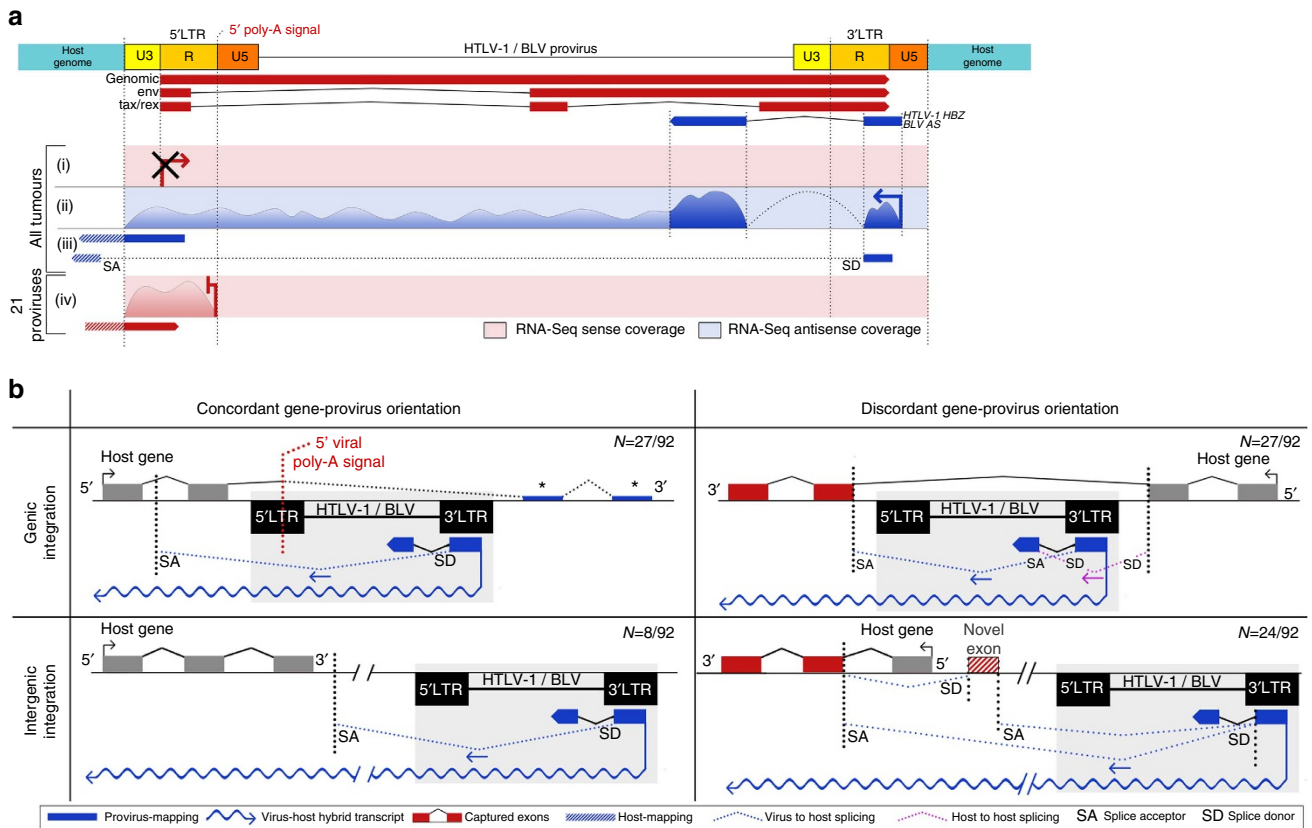 a
5′LTR
5′ poly-A signal
3′LTR
Host genome
U3
R
U5
HTLV-1 / BLV provirus
U3
R
U5
Host genome
Genomic
env
tax/rex
HTLV-1 HBZ
BLV AS
All tumours
(i)
(ii)
(iii)
SA
SD
21 proviruses
(iv)
RNA-Seq sense coverage
RNA-Seq antisense coverage
b
Concordant gene-provirus orientation
Discordant gene-provirus orientation
Genic integration
N=27/92
5′ viral
poly-A signal
Host gene
5′
*
*
3′
5′LTR
HTLV-1 / BLV
3′LTR
SA
SD
N=27/92
Host gene
3′
5′
5′LTR
HTLV-1 / BLV
3′LTR
SA
SA
SD
SD
Intergenic integration
N=8/92
Host gene
5′
3′
5′LTR
HTLV-1 / BLV
3′LTR
SA
SD
N=24/92
Host gene
Novel exon
3′
5′
SD
5′LTR
HTLV-1 / BLV
3′LTR
SA
SA
SD
Provirus-mapping
Virus-host hybrid transcript
Captured exons
Host-mapping
Virus to host splicing
Host to host splicing
SA Splice acceptor
SD Splice donor